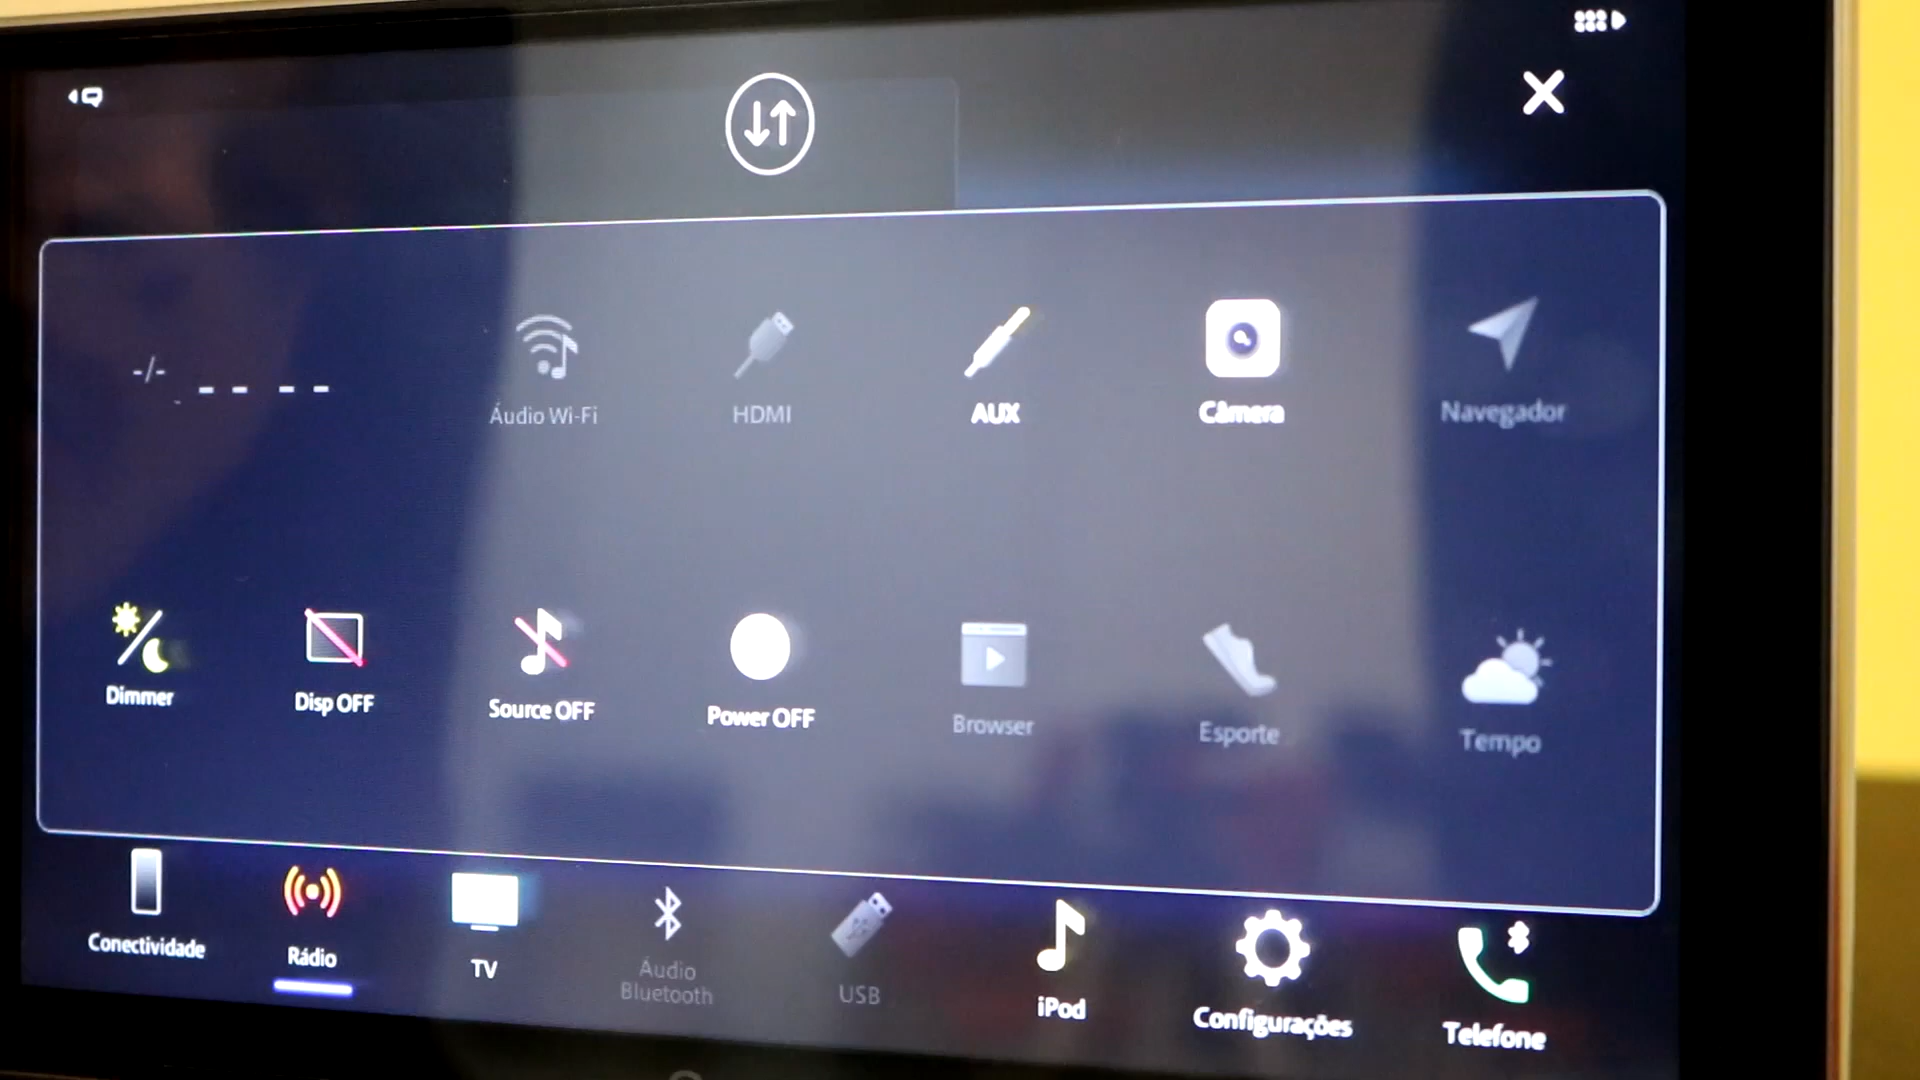 -/-
-- --
Áudio Wi-Fi
HDMI
AUX
Câmera
Navegador
Dimmer
Disp OFF
Source OFF
Power OFF
Browser
Esporte
Tempo
Conectividade
Rádio
TV
Áudio
Bluetooth
USB
iPod
Configurações
Telefone